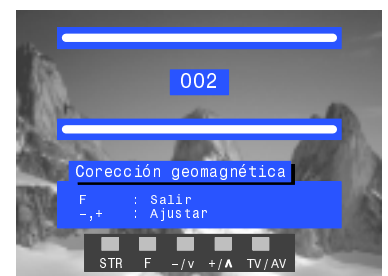 002
Corección geomagnética
F : Salir
-,+ : Ajustar
STR F -/v +/ʌ TV/AV